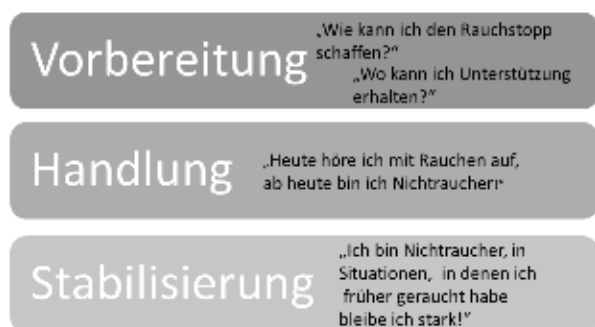 Vorbereitung
„Wie kann ich den Rauchstopp
schaffen?“
„Wo kann ich Unterstützung
erhalten?“
Handlung
„Heute höre ich mit Rauchen auf,
ab heute bin ich Nichtraucher!“
Stabilisierung
„Ich bin Nichtraucher, in
Situationen, in denen ich
früher geraucht habe
bleibe ich stark!“